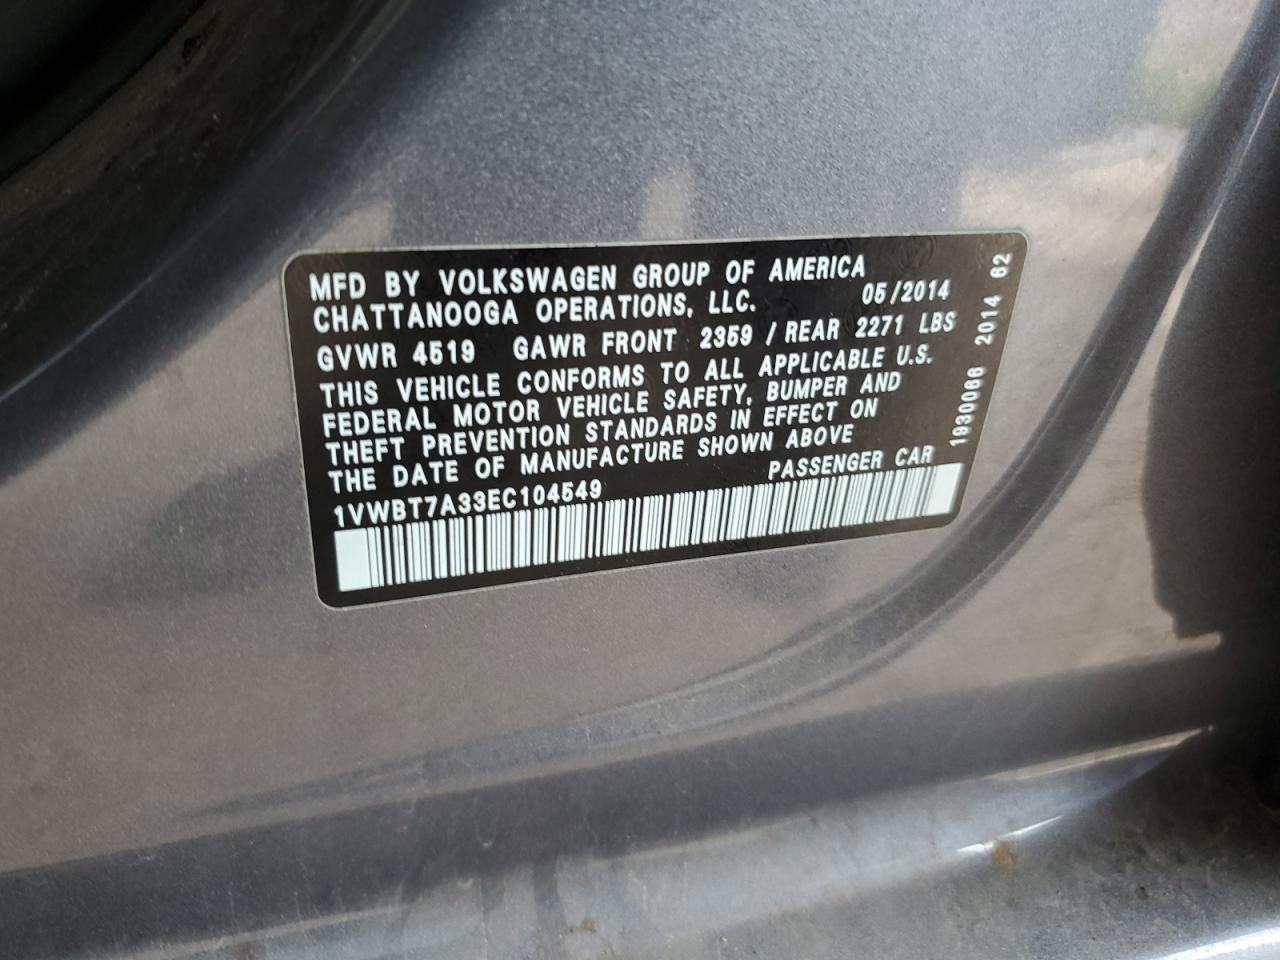 MFD BY VOLKSWAGEN GROUP OF AMERICA
CHATTANOOGA OPERATIONS, LLC. 05/2014
GVWR 4519 GAWR FRONT 2359 / REAR 2271 LBS
THIS VEHICLE CONFORMS TO ALL APPLICABLE U.S.
FEDERAL MOTOR VEHICLE SAFETY, BUMPER AND
THEFT PREVENTION STANDARDS IN EFFECT ON
THE DATE OF MANUFACTURE SHOWN ABOVE
PASSENGER CAR
1VWBT7A33EC104549
1930066 2014 62